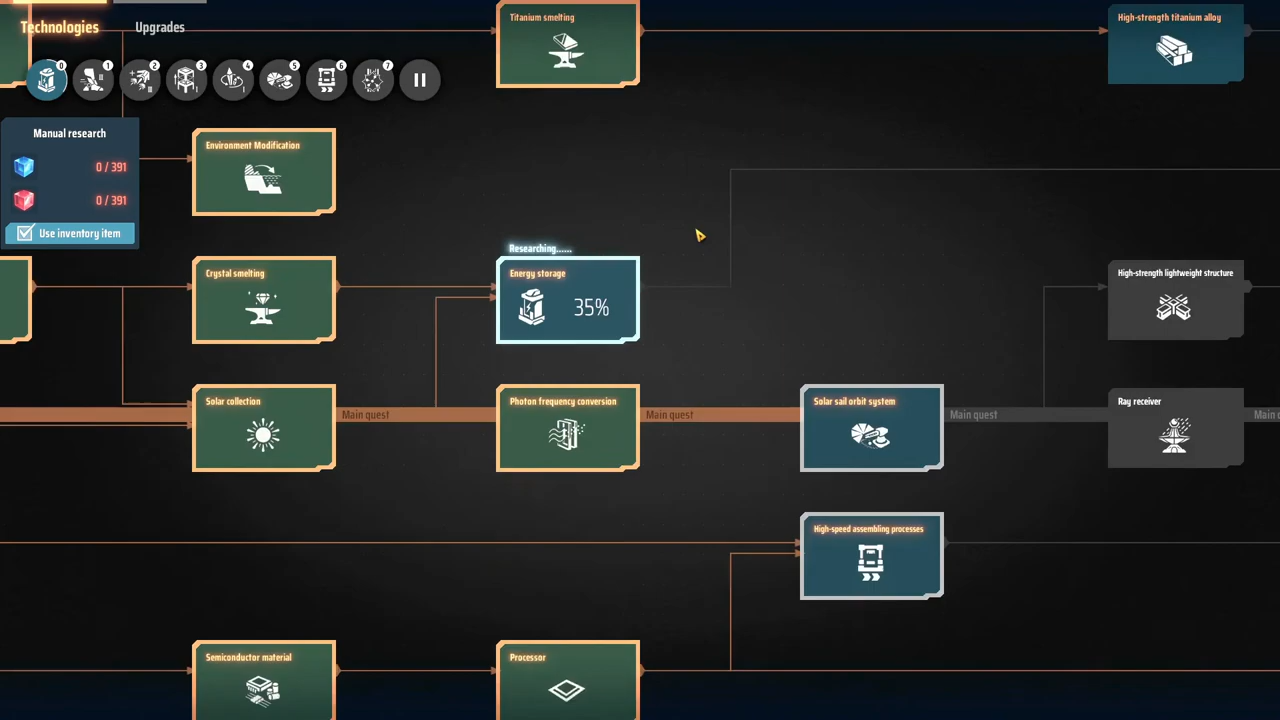 Titanium smelting
High-strength titanium alloy
Technologies
Upgrades
0
1
2
3
4
5
6
7
Manual research
0 / 391
0 / 391
Use inventory item
Environment Modification
Researching......
Crystal smelting
Energy storage
35%
High-strength lightweight structure
Solar collection
Main quest
Photon frequency conversion
Main quest
Solar sail orbit system
Main quest
Ray receiver
Main q
High-speed assembling processes
Semiconductor material
Processor